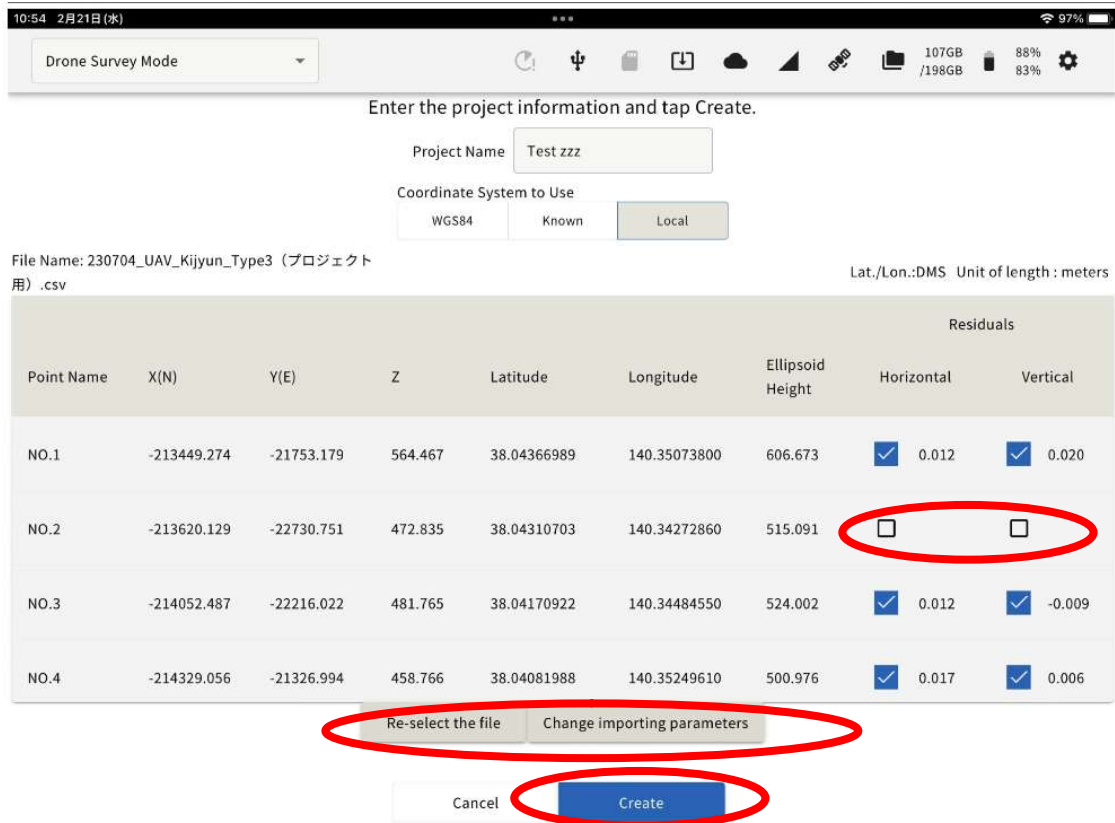 10:54 2月21日(水)
97%
Drone Survey Mode
107GB
/198GB
88%
83%
Enter the project information and tap Create.
Project Name Test zzz
Coordinate System to Use
WGS84 Known Local
File Name: 230704_UAV_Kijyun_Type3（プロジェクト
用）.csv
Lat./Lon.:DMS Unit of length : meters
Residuals
Point Name X(N) Y(E) Z Latitude Longitude Ellipsoid Height Horizontal Vertical
NO.1 -213449.274 -21753.179 564.467 38.04366989 140.35073800 606.673 0.012 0.020
NO.2 -213620.129 -22730.751 472.835 38.04310703 140.34272860 515.091
NO.3 -214052.487 -22216.022 481.765 38.04170922 140.34484550 524.002 0.012 -0.009
NO.4 -214329.056 -21326.994 458.766 38.04081988 140.35249610 500.976 0.017 0.006
Re-select the file Change importing parameters
Cancel Create